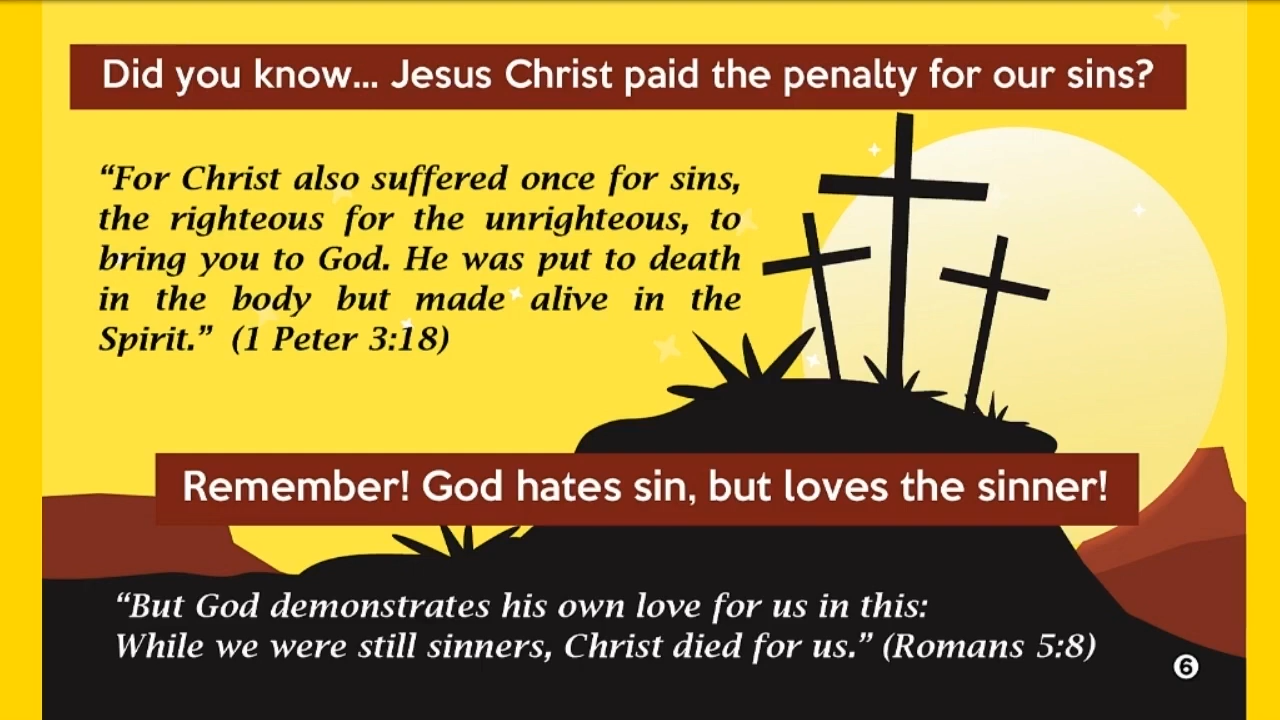 Did you know... Jesus Christ paid the penalty for our sins?
“For Christ also suffered once for sins,
the righteous for the unrighteous, to
bring you to God. He was put to death
in the body but made alive in the
Spirit.” (1 Peter 3:18)
Remember! God hates sin, but loves the sinner!
“But God demonstrates his own love for us in this:
While we were still sinners, Christ died for us.” (Romans 5:8)
6